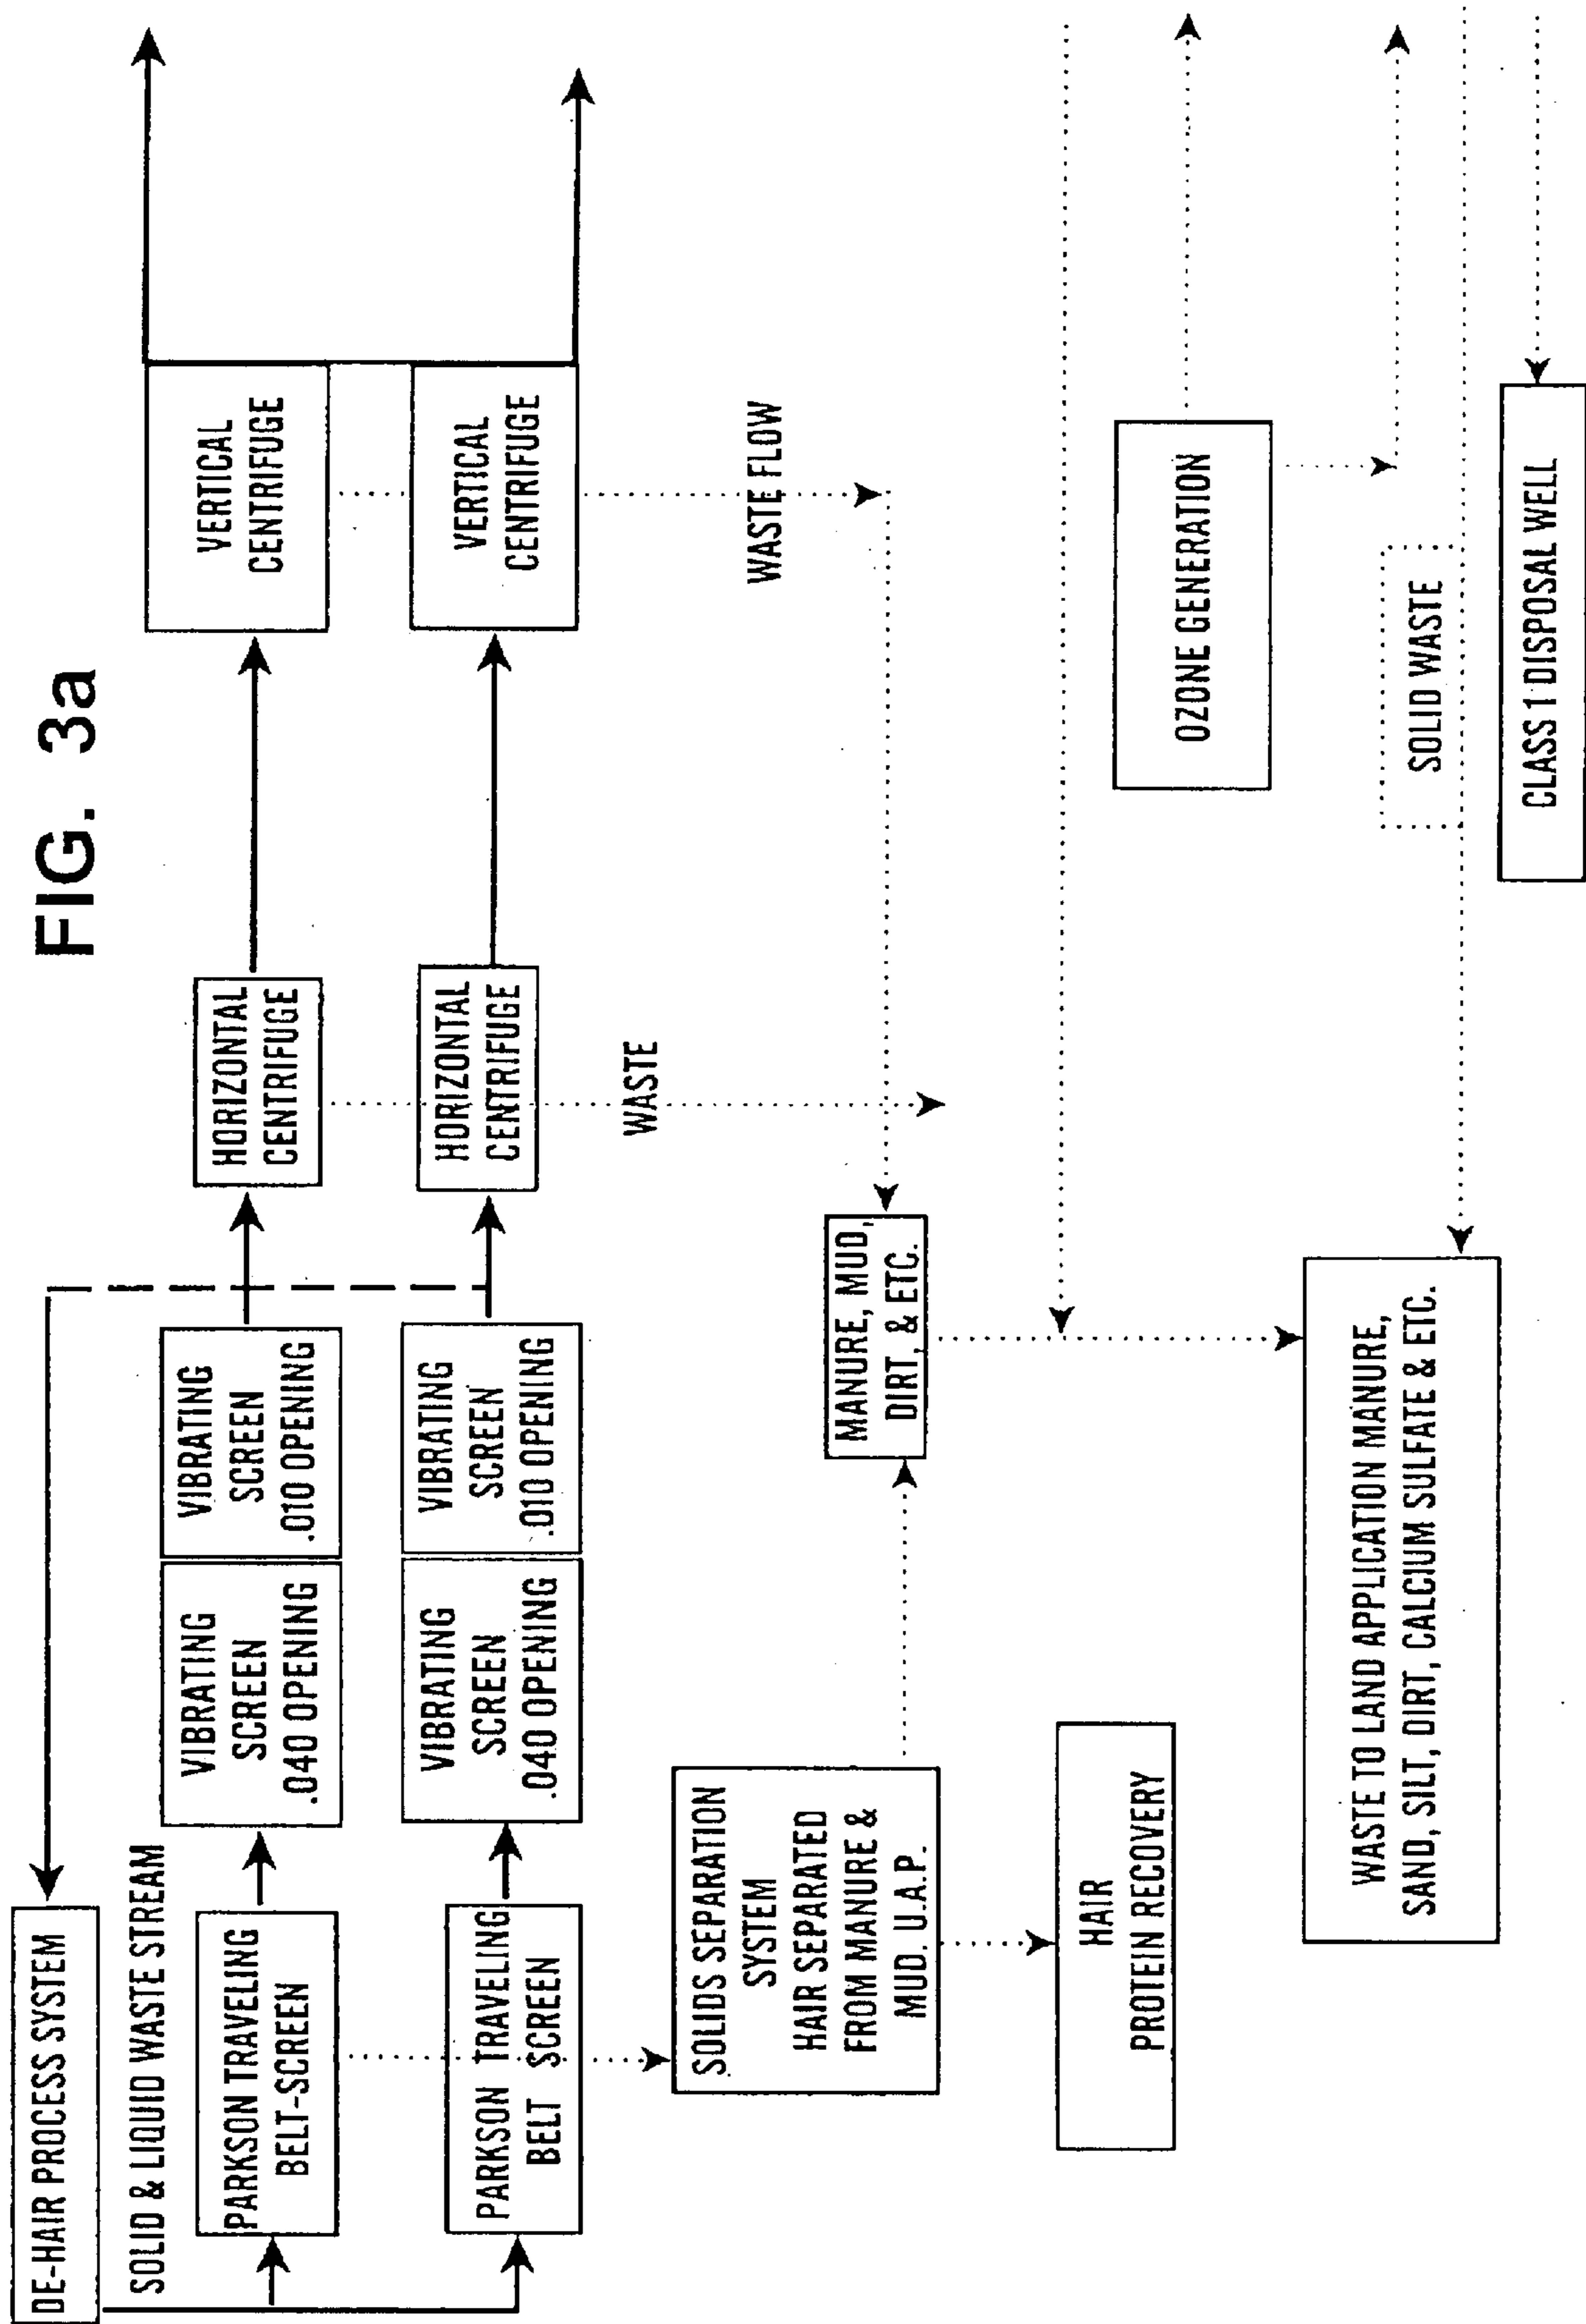 FIG. 3a
DE-HAIR PROCESS SYSTEM
SOLID & LIQUID WASTE STREAM
PARKSON TRAVELING
BELT-SCREEN
VIBRATING
SCREEN
.040 OPENING
VIBRATING
SCREEN
.010 OPENING
HORIZONTAL
CENTRIFUGE
VERTICAL
CENTRIFUGE
PARKSON TRAVELING
BELT SCREEN
VIBRATING
SCREEN
.040 OPENING
VIBRATING
SCREEN
.010 OPENING
HORIZONTAL
CENTRIFUGE
VERTICAL
CENTRIFUGE
WASTE
WASTE FLOW
SOLIDS SEPARATION
SYSTEM
HAIR SEPARATED
FROM MANURE &
MUD. U.A.P.
MANURE, MUD,
DIRT, & ETC.
HAIR
PROTEIN RECOVERY
OZONE GENERATION
WASTE TO LAND APPLICATION MANURE,
SAND, SILT, DIRT, CALCIUM SULFATE & ETC.
SOLID WASTE
CLASS 1 DISPOSAL WELL